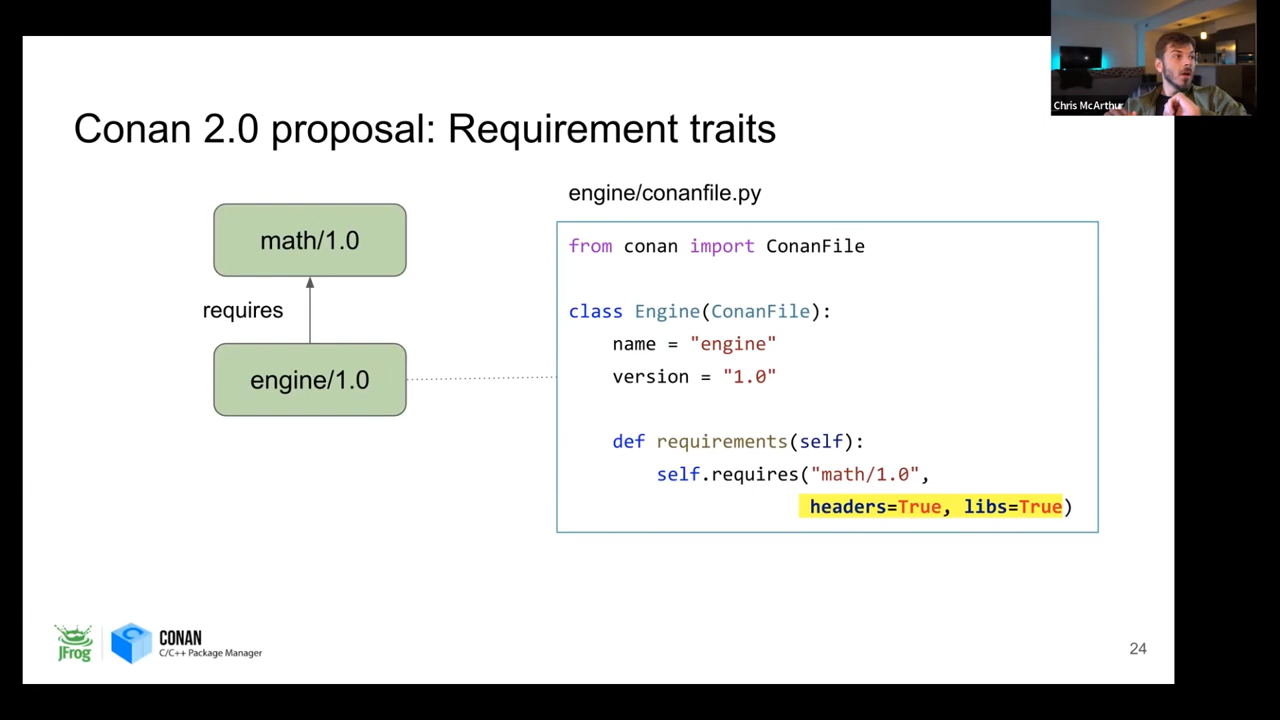 Chris McArthur
Conan 2.0 proposal: Requirement traits
math/1.0
requires
engine/1.0
engine/conanfile.py
from conan import ConanFile
class Engine(ConanFile):
name = "engine"
version = "1.0"
def requirements(self):
self.requires("math/1.0",
headers=True, libs=True)
JFrog
CONAN
C/C++ Package Manager
24